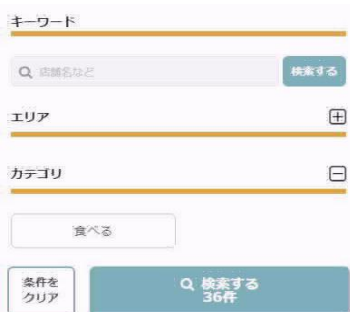 キーワード
店舗名など
検索する
エリア
カテゴリ
食べる
条件を
クリア
検索する
36件